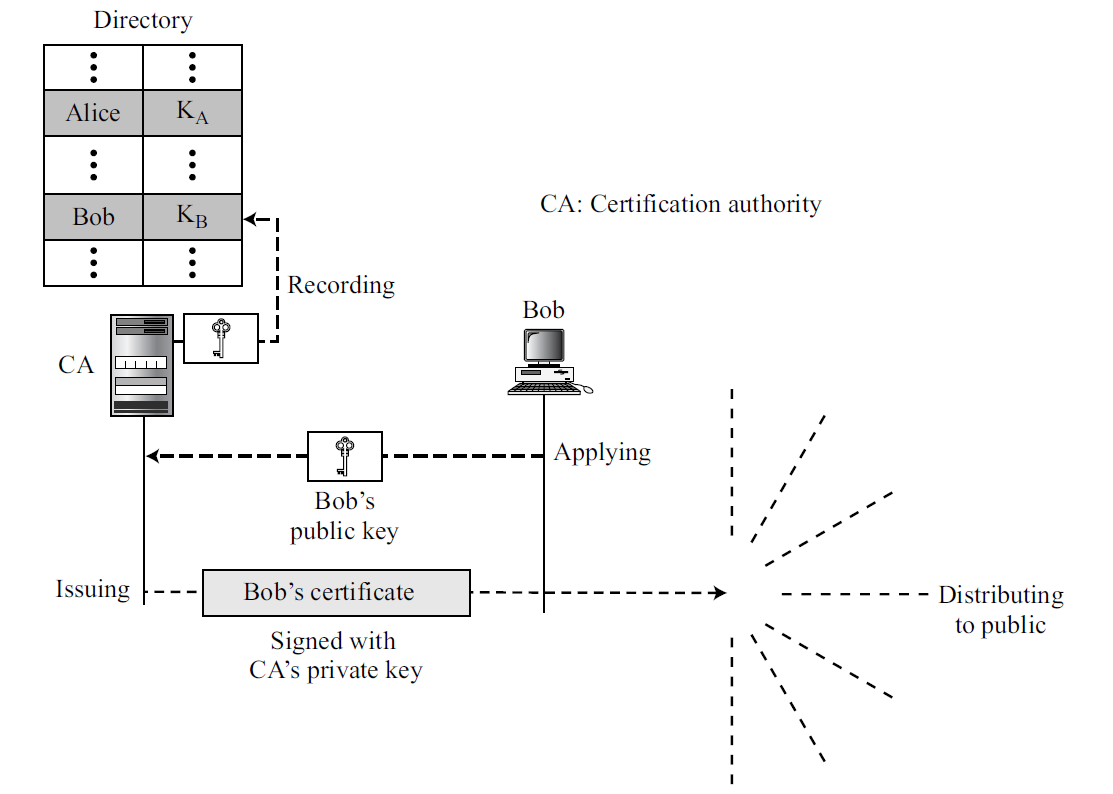 Directory
Alice K_A
Bob K_B
CA: Certification authority
Recording
Bob
CA
Applying
Bob’s
public key
Issuing
Bob’s certificate
Distributing
to public
Signed with
CA’s private key